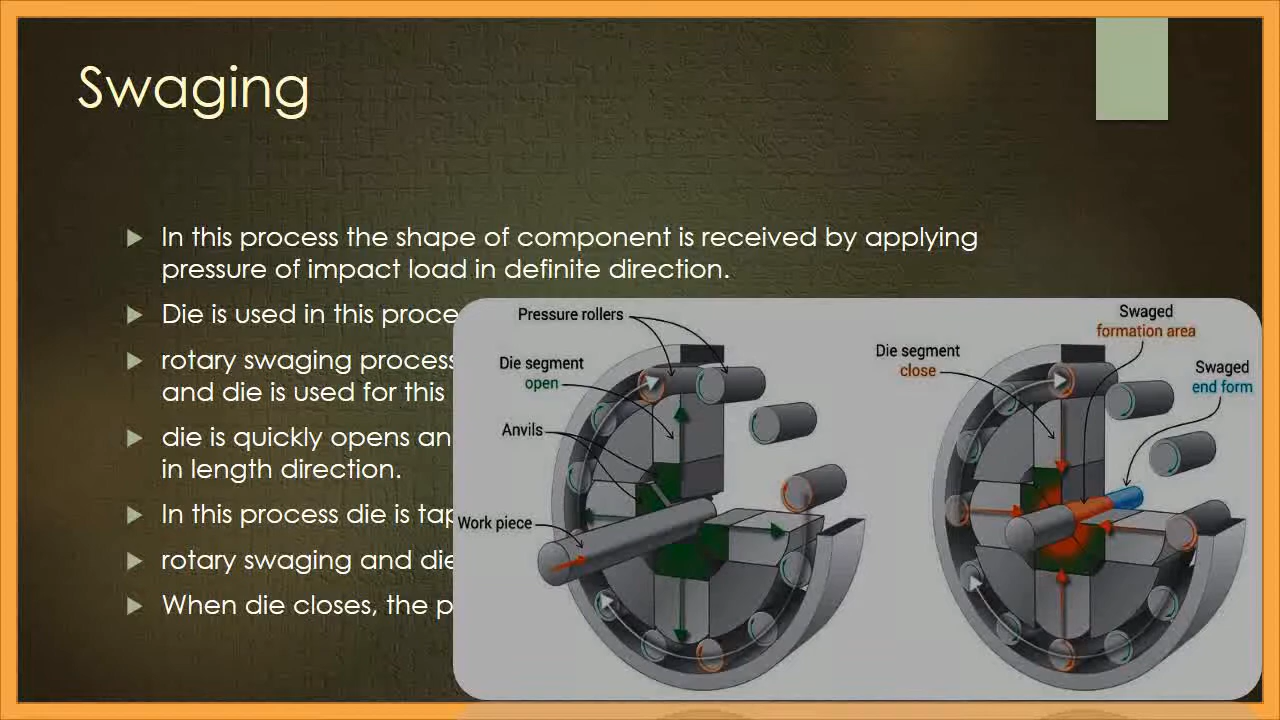 Swaging
In this process the shape of component is received by applying
pressure of impact load in definite direction.
Die is used in this proce
rotary swaging process
and die is used for this
die is quickly opens an
in length direction.
In this process die is tap
rotary swaging and die
When die closes, the p
Pressure rollers
Die segment
open
Anvils
Work piece
Swaged
formation area
Die segment
close
Swaged
end form